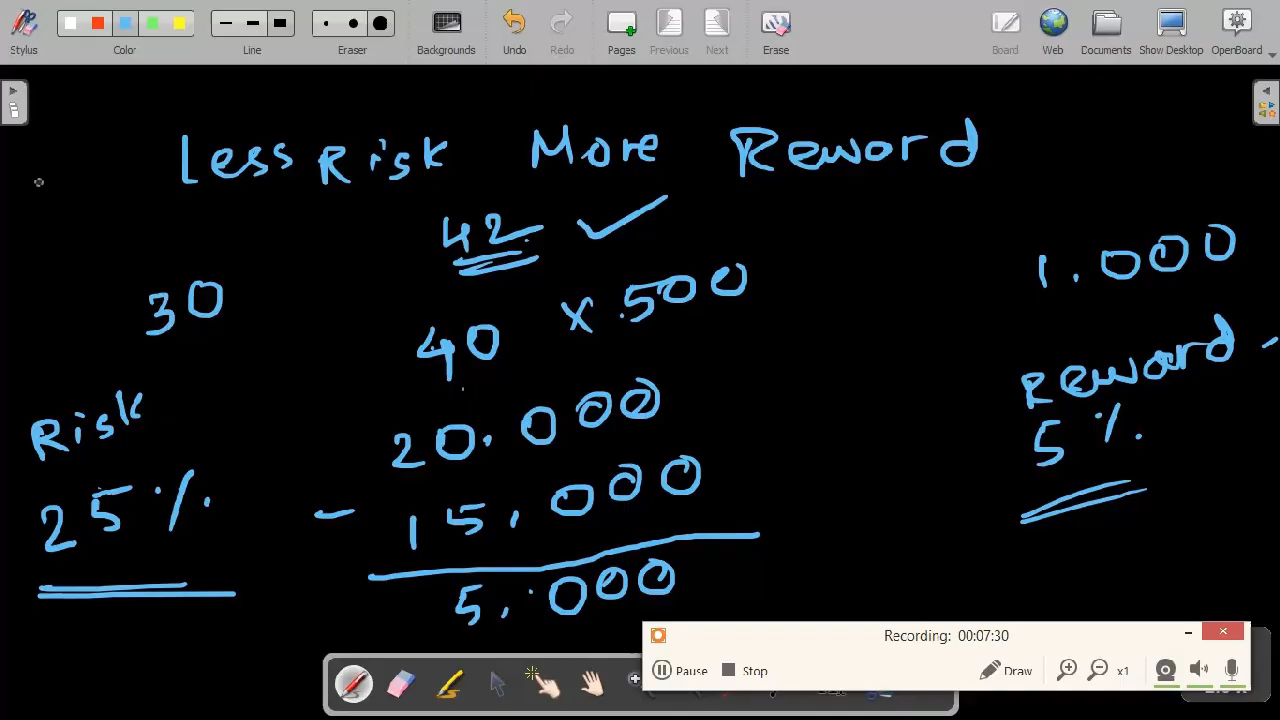 Stylus Color Line Eraser Backgrounds Undo Redo Pages Previous Next Erase Board Web Documents Show Desktop OpenBoard
Less Risk More Reward
42
1.000
30
40 x 500
Reward
Risk
20.000
5%
25%
- 15,000
5,000
Recording: 00:07:30
Pause Stop Draw x1